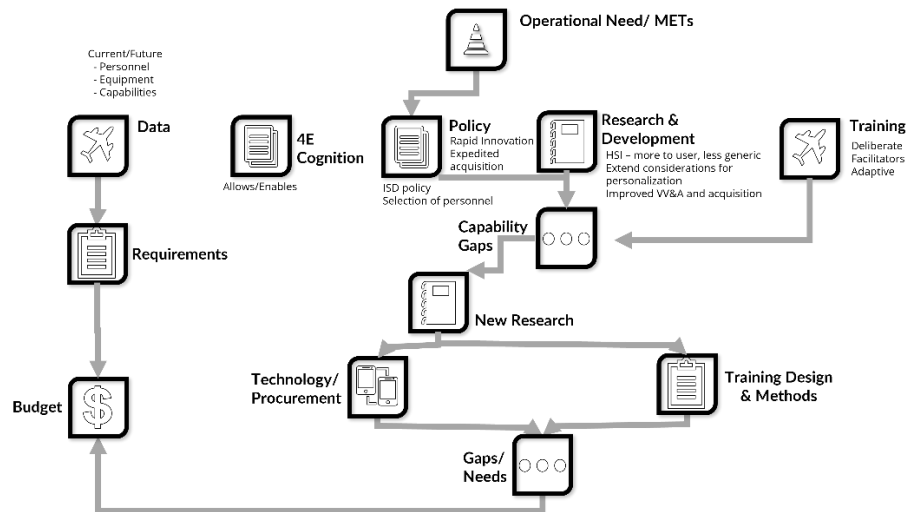 Operational Need/ METs
Current/Future
- Personnel
- Equipment
- Capabilities
Data
4E
Cognition
Allows/Enables
Policy
Rapid Innovation
Expedited
acquisition
ISD policy
Selection of personnel
Research &
Development
HSI – more to user, less generic
Extend considerations for
personalization
Improved VV&A and acquisition
Training
Deliberate
Facilitators
Adaptive
Capability
Gaps
Requirements
New Research
Technology/
Procurement
Training Design
& Methods
Budget
$
Gaps/
Needs